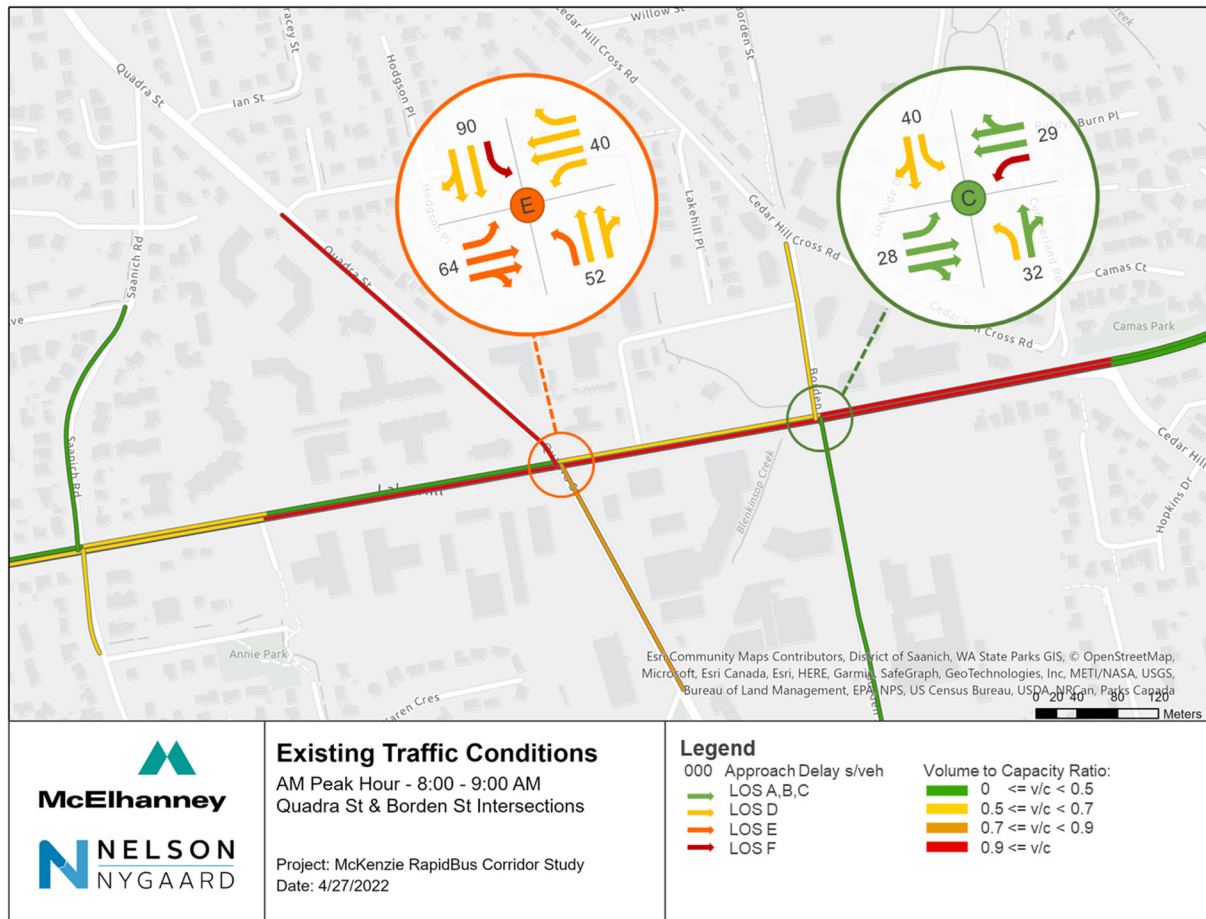 Willow St
Cedar Hill Cross Rd
Borden St
Quadra St
Ian St
Hodgson Pl
90
40
E
64
52
40
29
C
28
32
Burn Pl
Hodgson Pl
Lakehill Pl
Cedar Hill Cross Rd
Saanich Rd
Quadra St
Camas Ct
Cedar Hill Cross Rd
Camas Park
Saanich Rd
Cedar Hill
Hopkins Dr
Blenkinsop Creek
Annie Park
Esri Community Maps Contributors, District of Saanich, WA State Parks GIS, © OpenStreetMap,
Microsoft, Esri Canada, Esri, HERE, Garmin, SafeGraph, GeoTechnologies, Inc, METI/NASA, USGS,
Bureau of Land Management, EPA, NPS, US Census Bureau, USDA, NRCan, Parks Canada
0 20 40 80 120
Meters
McElhanney
NELSON
NYGAARD
Existing Traffic Conditions
AM Peak Hour - 8:00 - 9:00 AM
Quadra St & Borden St Intersections
Project: McKenzie RapidBus Corridor Study
Date: 4/27/2022
Legend
000 Approach Delay s/veh
LOS A,B,C
LOS D
LOS E
LOS F
Volume to Capacity Ratio:
0 <= v/c < 0.5
0.5 <= v/c < 0.7
0.7 <= v/c < 0.9
0.9 <= v/c